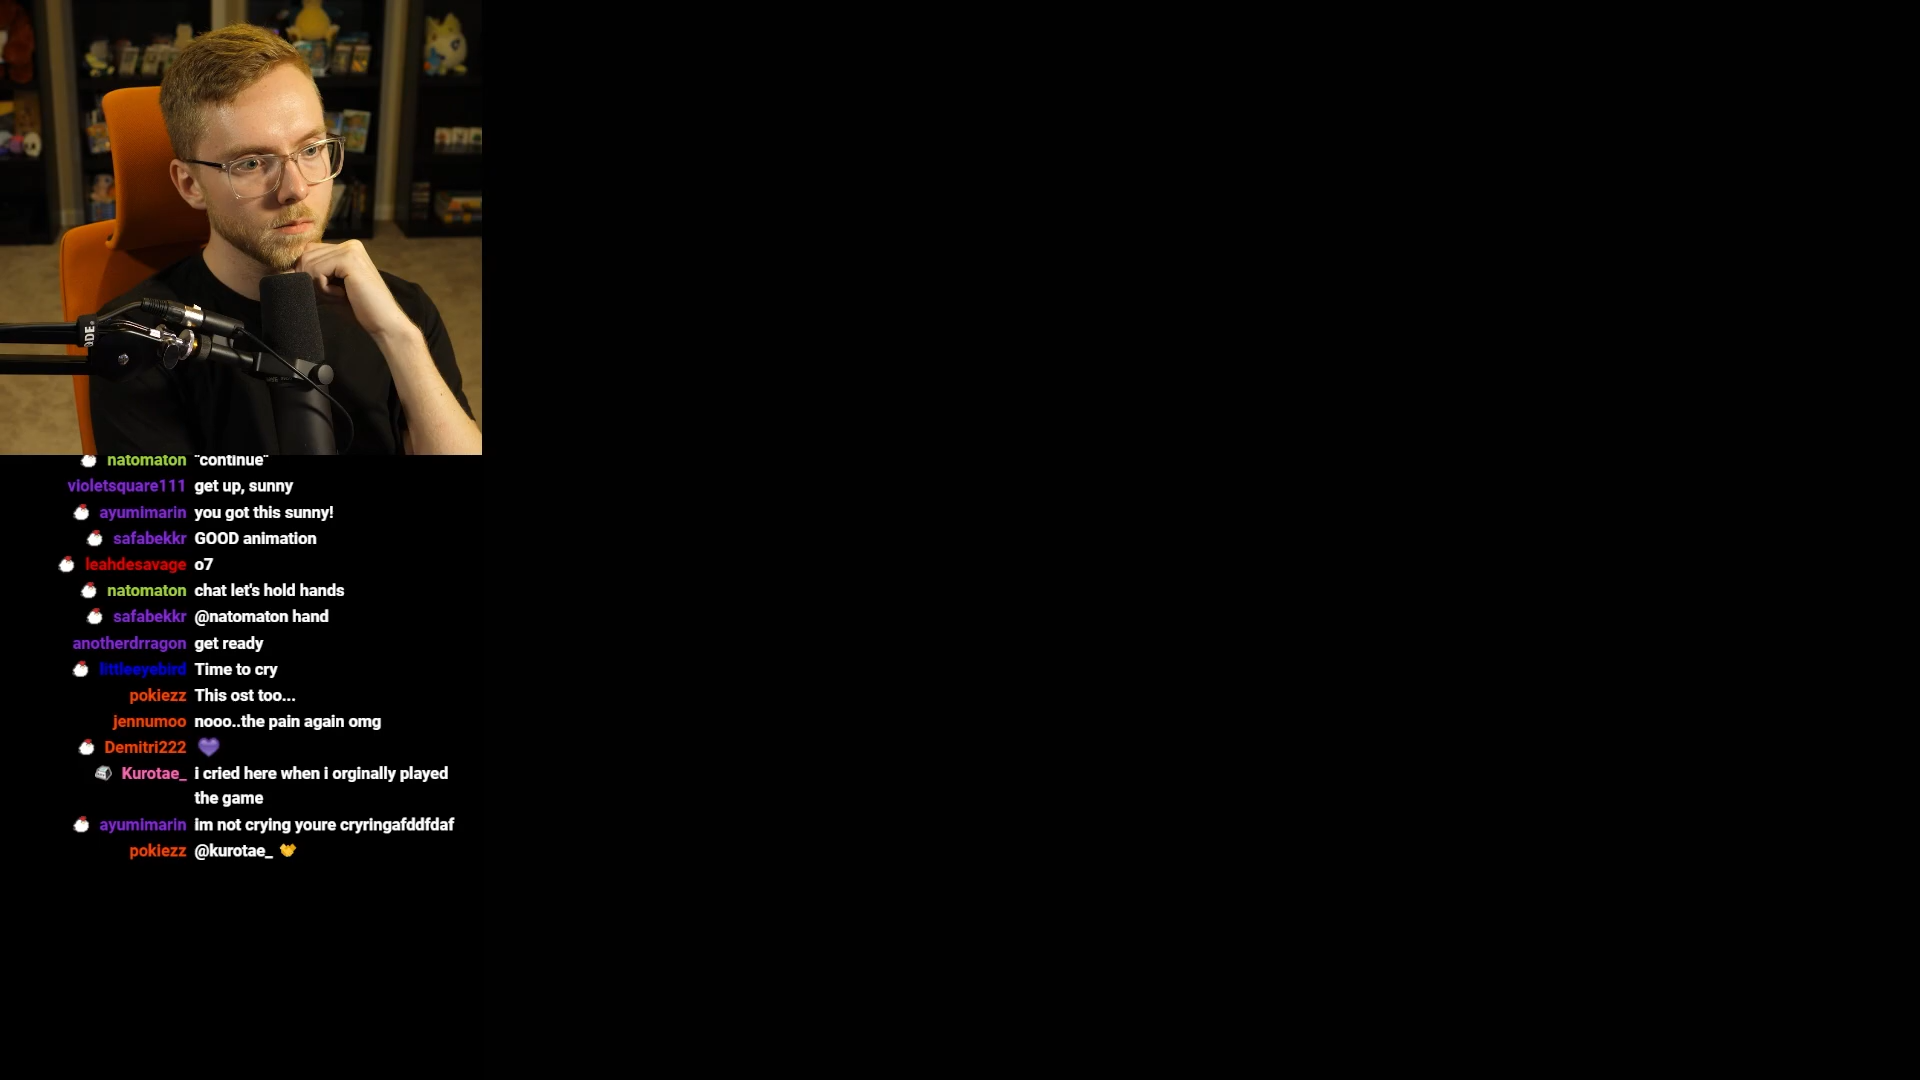 natomaton "continue"
violetsquare111 get up, sunny
ayumimarin you got this sunny!
safabekkr GOOD animation
leahdesavage o7
natomaton chat let's hold hands
safabekkr @natomaton hand
anotherdrragon get ready
littleeyebird Time to cry
pokiezz This ost too...
jennumoo nooo..the pain again omg
Demitri222
Kurotae_ i cried here when i orginally played
the game
ayumimarin im not crying youre cryringafddfdaf
pokiezz @kurotae_